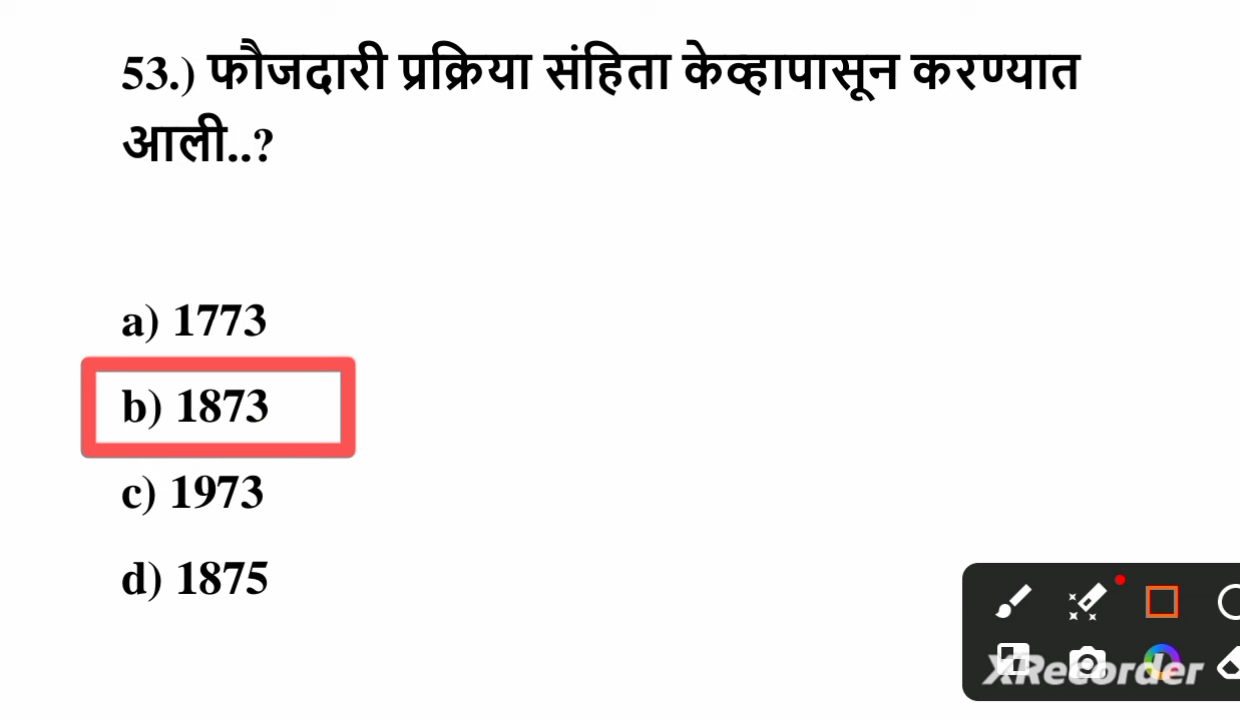 53.) फौजदारी प्रक्रिया संहिता केव्हापासून करण्यात
आली..?
a) 1773
b) 1873
c) 1973
d) 1875
XRecorder